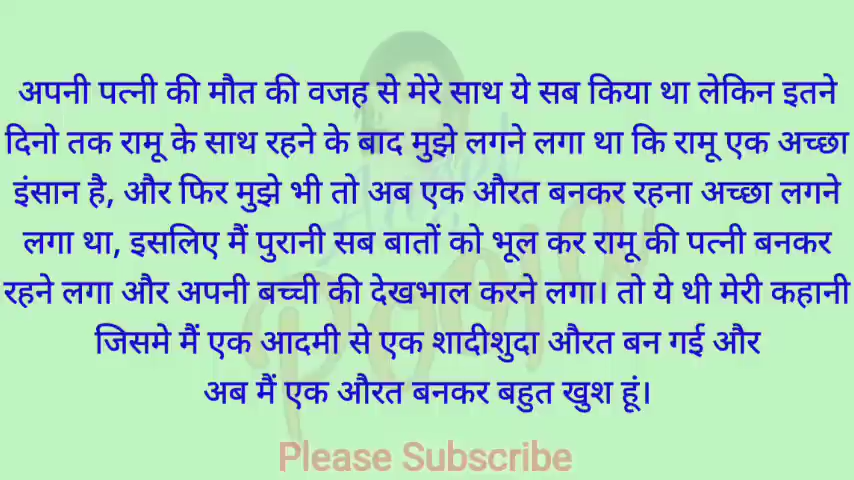 अपनी पत्नी की मौत की वजह से मेरे साथ ये सब किया था लेकिन इतने
दिनो तक रामू के साथ रहने के बाद मुझे लगने लगा था कि रामू एक अच्छा
इंसान है, और फिर मुझे भी तो अब एक औरत बनकर रहना अच्छा लगने
लगा था, इसलिए मैं पुरानी सब बातों को भूल कर रामू की पत्नी बनकर
रहने लगा और अपनी बच्ची की देखभाल करने लगा। तो ये थी मेरी कहानी
जिसमे मैं एक आदमी से एक शादीशुदा औरत बन गई और
अब मैं एक औरत बनकर बहुत खुश हूं।
Please Subscribe